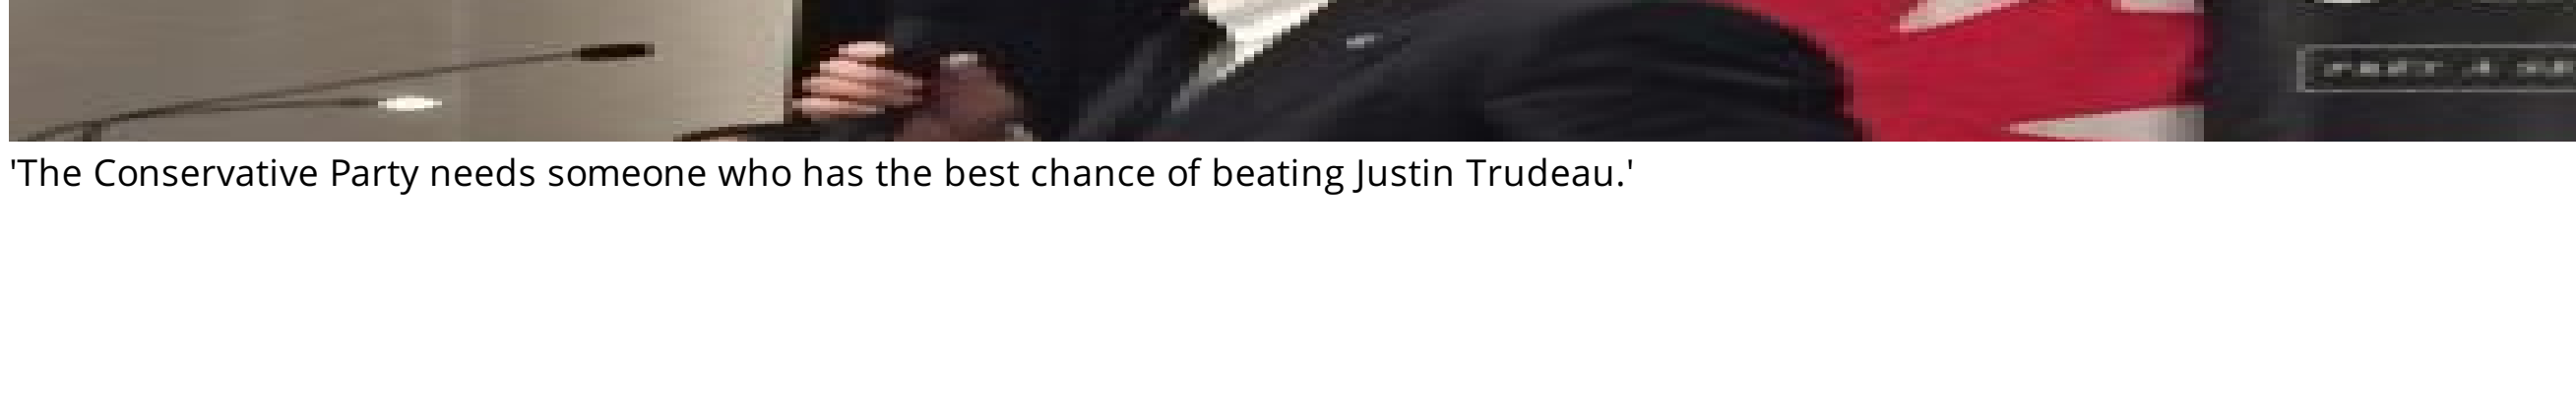 'The Conservative Party needs someone who has the best chance of beating Justin Trudeau.'